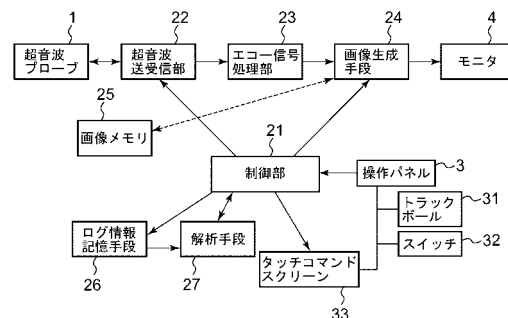 1
22
23
24
4
超音波
プローブ
超音波
送受信部
エコー信号
処理部
画像生成
手段
モニタ
25
画像メモリ
21
制御部
3
操作パネル
31
トラック
ボール
32
スイッチ
ログ情報
記憶手段
26
解析手段
27
タッチコマンド
スクリーン
33